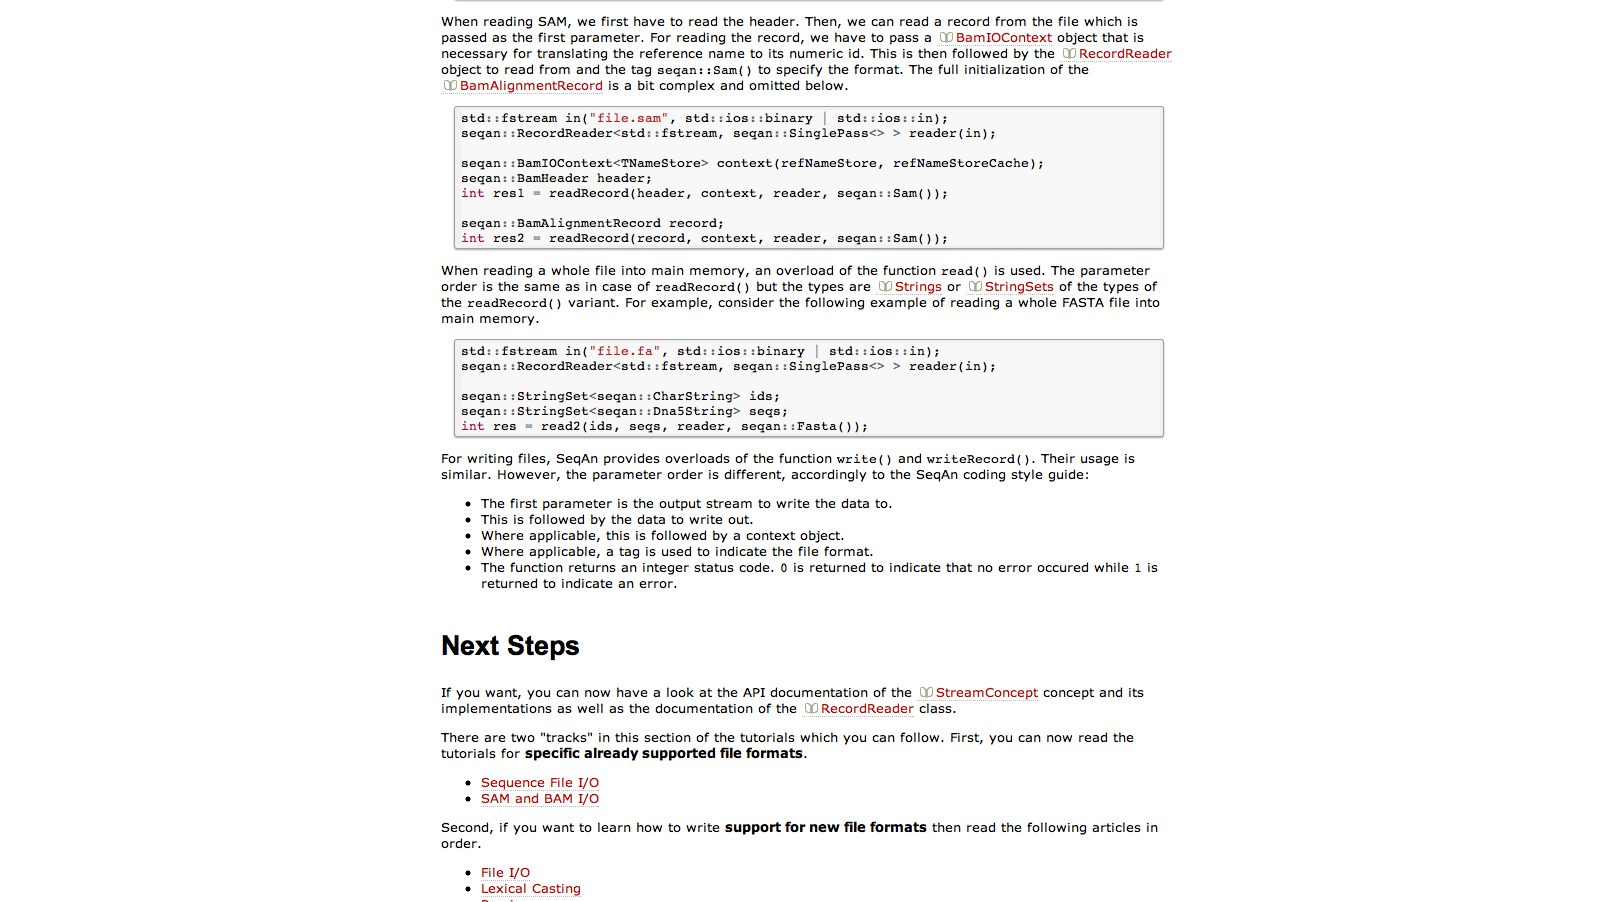 When reading SAM, we first have to read the header. Then, we can read a record from the file which is
passed as the first parameter. For reading the record, we have to pass a BamIOContext object that is
necessary for translating the reference name to its numeric id. This is then followed by the RecordReader
object to read from and the tag seqan::Sam() to specify the format. The full initialization of the
BamAlignmentRecord is a bit complex and omitted below.
std::fstream in("file.sam", std::ios::binary | std::ios::in);
seqan::RecordReader<std::fstream, seqan::SinglePass<> > reader(in);
seqan::BamIOContext<TNameStore> context(refNameStore, refNameStoreCache);
seqan::BamHeader header;
int res1 = readRecord(header, context, reader, seqan::Sam());
seqan::BamAlignmentRecord record;
int res2 = readRecord(record, context, reader, seqan::Sam());
When reading a whole file into main memory, an overload of the function read() is used. The parameter
order is the same as in case of readRecord() but the types are Strings or StringSets of the types of
the readRecord() variant. For example, consider the following example of reading a whole FASTA file into
main memory.
std::fstream in("file.fa", std::ios::binary | std::ios::in);
seqan::RecordReader<std::fstream, seqan::SinglePass<> > reader(in);
seqan::StringSet<seqan::CharString> ids;
seqan::StringSet<seqan::Dna5String> seqs;
int res = read2(ids, seqs, reader, seqan::Fasta());
For writing files, SeqAn provides overloads of the function write() and writeRecord(). Their usage is
similar. However, the parameter order is different, accordingly to the SeqAn coding style guide:
• The first parameter is the output stream to write the data to.
• This is followed by the data to write out.
• Where applicable, this is followed by a context object.
• Where applicable, a tag is used to indicate the file format.
• The function returns an integer status code. 0 is returned to indicate that no error occured while 1 is
returned to indicate an error.
Next Steps
If you want, you can now have a look at the API documentation of the StreamConcept concept and its
implementations as well as the documentation of the RecordReader class.
There are two "tracks" in this section of the tutorials which you can follow. First, you can now read the
tutorials for specific already supported file formats.
• Sequence File I/O
• SAM and BAM I/O
Second, if you want to learn how to write support for new file formats then read the following articles in
order.
• File I/O
• Lexical Casting